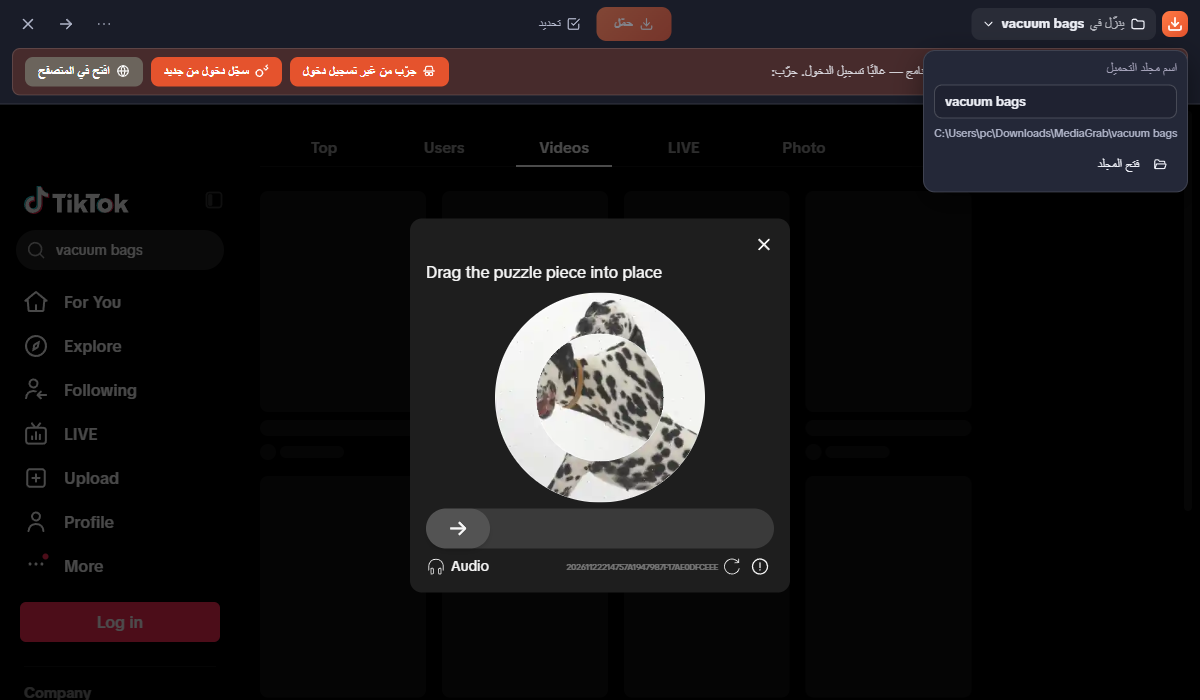 تحديد
حمّل
يتنزّل في vacuum bags
افتح في المتصفح
سجّل دخول من جديد
جرّب من غير تسجيل دخول
— غالبًا تسجيل الدخول. جرّب:
اسم مجلد التحميل
vacuum bags
C:\Users\pc\Downloads\MediaGrab\vacuum bags
فتح المجلد
Top
Users
Videos
LIVE
Photo
TikTok
vacuum bags
For You
Explore
Following
LIVE
Upload
Profile
More
Log in
Company
Drag the puzzle piece into place
Audio